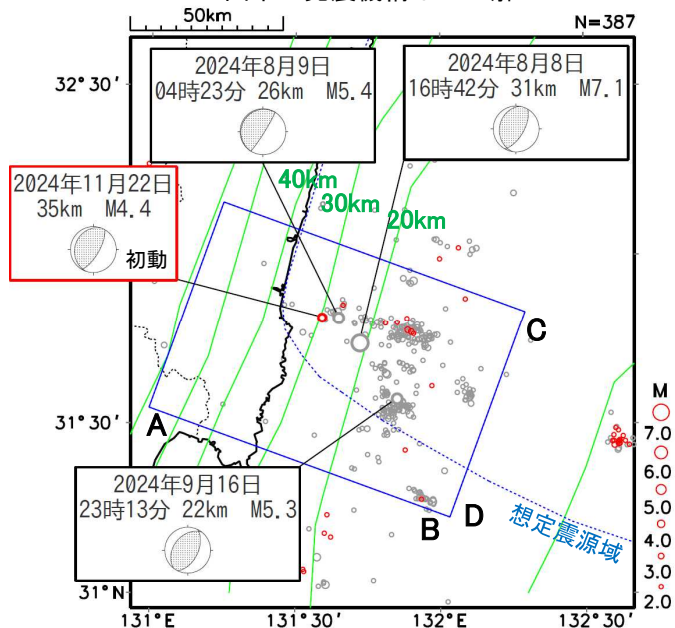 50km
N=387
32°30′
2024年8月9日
04時23分 26km M5.4
2024年8月8日
16時42分 31km M7.1
2024年11月22日
35km M4.4
初動
40km
30km
20km
C
A
31°30′
M
7.0
6.0
5.0
4.0
3.0
2.0
2024年9月16日
23時13分 22km M5.3
B
D
想定震源域
31°N
131°E
131°30′
132°E
132°30′